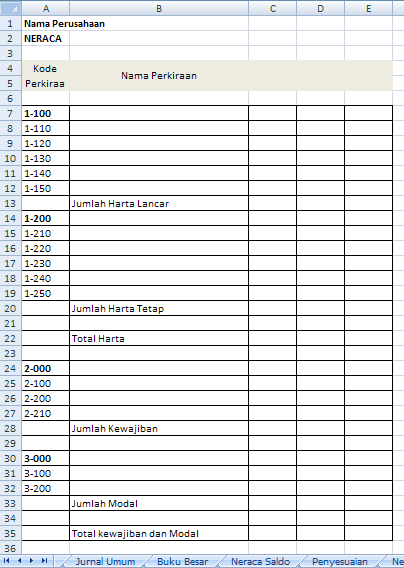 A B C D E
1 Nama Perusahaan
2 NERACA
3
4 Kode
Nama Perkiraan
5 Perkiraa
6
7 1-100
8 1-110
9 1-120
10 1-130
11 1-140
12 1-150
13 Jumlah Harta Lancar
14 1-200
15 1-210
16 1-220
17 1-230
18 1-240
19 1-250
20 Jumlah Harta Tetap
21
22 Total Harta
23
24 2-000
25 2-100
26 2-200
27 2-210
28 Jumlah Kewajiban
29
30 3-000
31 3-100
32 3-200
33 Jumlah Modal
34
35 Total kewajiban dan Modal
36
Jurnal Umum Buku Besar Neraca Saldo Penyesuaian Ne